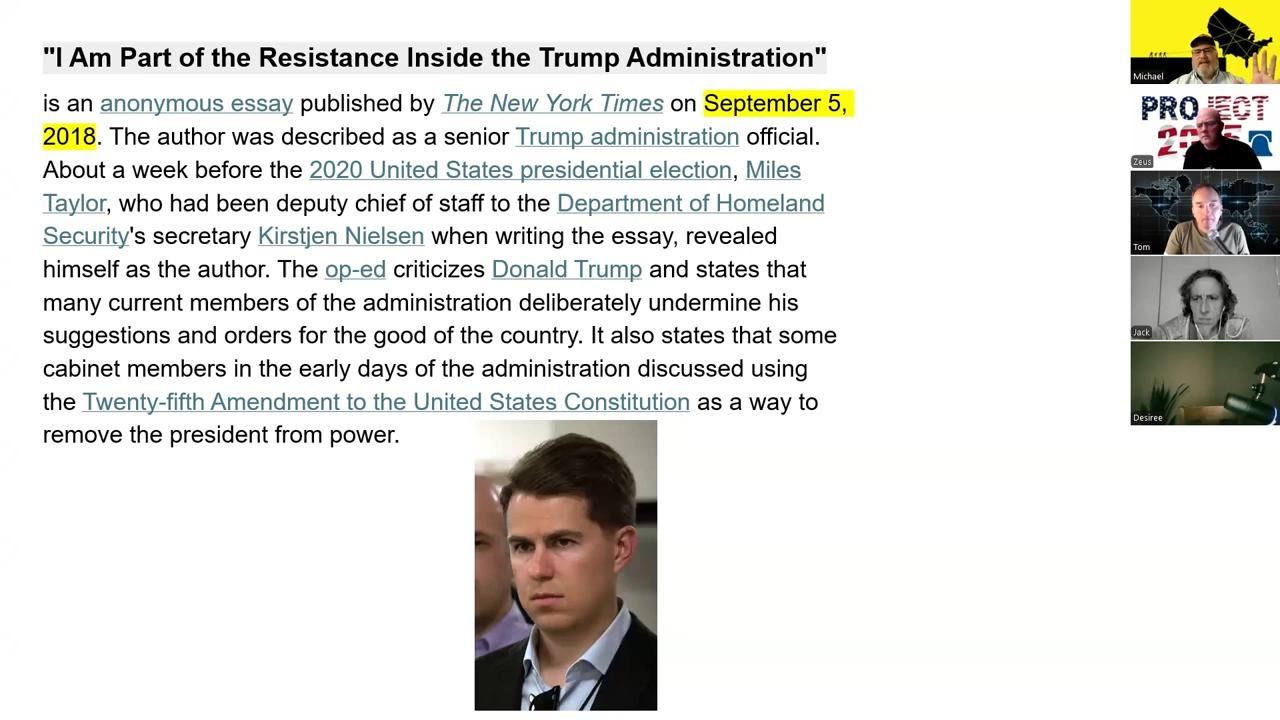 "I Am Part of the Resistance Inside the Trump Administration"
is an anonymous essay published by The New York Times on September 5,
2018. The author was described as a senior Trump administration official.
About a week before the 2020 United States presidential election, Miles
Taylor, who had been deputy chief of staff to the Department of Homeland
Security's secretary Kirstjen Nielsen when writing the essay, revealed
himself as the author. The op-ed criticizes Donald Trump and states that
many current members of the administration deliberately undermine his
suggestions and orders for the good of the country. It also states that some
cabinet members in the early days of the administration discussed using
the Twenty-fifth Amendment to the United States Constitution as a way to
remove the president from power.
Michael
PROJECT
Zeus
Tom
Jack
Desiree